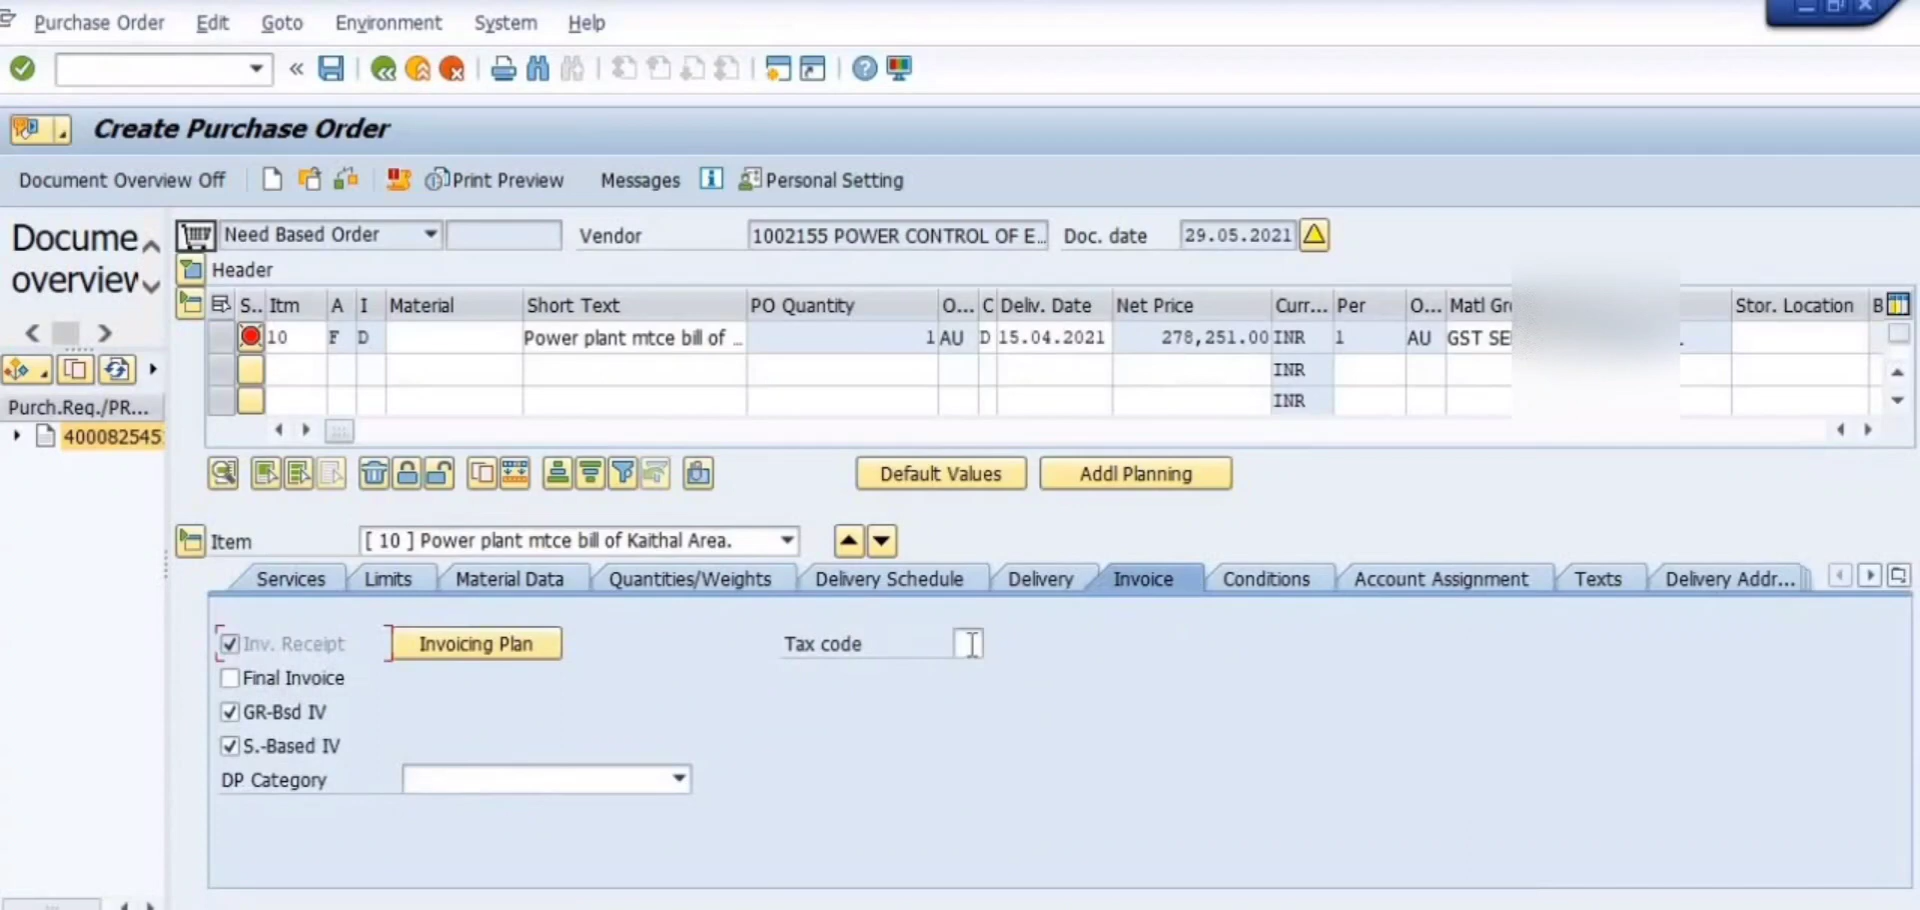 Purchase Order Edit Goto Environment System Help
Create Purchase Order
Document Overview Off Print Preview Messages Personal Setting
Docume
overview
Need Based Order Vendor 1002155 POWER CONTROL OF E... Doc. date 29.05.2021
Header
S.. Itm A I Material Short Text PO Quantity O... C Deliv. Date Net Price Curr... Per O... Matl Gr Stor. Location B
10 F D Power plant mtce bill of ... 1 AU D 15.04.2021 278,251.00 INR 1 AU GST SE
INR
INR
Purch.Req./PR...
400082545
Default Values Addl Planning
Item [ 10 ] Power plant mtce bill of Kaithal Area.
Services Limits Material Data Quantities/Weights Delivery Schedule Delivery Invoice Conditions Account Assignment Texts Delivery Addr...
Inv. Receipt Invoicing Plan Tax code
Final Invoice
GR-Bsd IV
S.-Based IV
DP Category